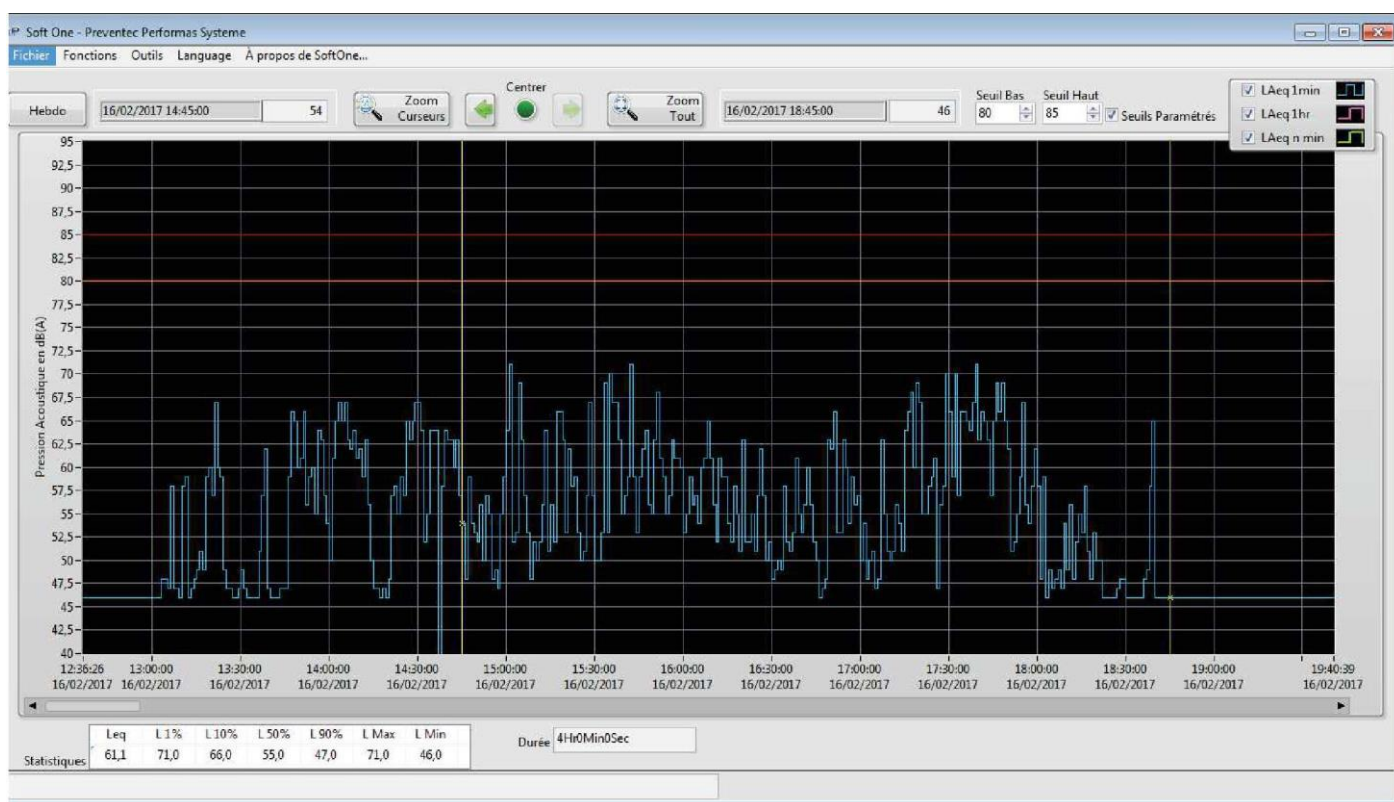 Soft One - Preventec Performas Systeme
Fichier Fonctions Outils Language À propos de SoftOne...
Hebdo 16/02/2017 14:45:00 54 Zoom Curseurs Centrer Zoom Tout 16/02/2017 18:45:00 46 Seuil Bas 80 Seuil Haut 85 Seuils Paramétrés
LAeq 1min
LAeq 1hr
LAeq n min
Pression Acoustique en dB(A)
95
92,5
90
87,5
85
82,5
80
77,5
75
72,5
70
67,5
65
62,5
60
57,5
55
52,5
50
47,5
45
42,5
40
12:36:26 13:00:00 13:30:00 14:00:00 14:30:00 15:00:00 15:30:00 16:00:00 16:30:00 17:00:00 17:30:00 18:00:00 18:30:00 19:00:00 19:40:39
16/02/2017 16/02/2017 16/02/2017 16/02/2017 16/02/2017 16/02/2017 16/02/2017 16/02/2017 16/02/2017 16/02/2017 16/02/2017 16/02/2017 16/02/2017 16/02/2017 16/02/2017
Leq L 1% L 10% L 50% L 90% L Max L Min
Statistiques 61,1 71,0 66,0 55,0 47,0 71,0 46,0
Durée 4Hr0Min0Sec